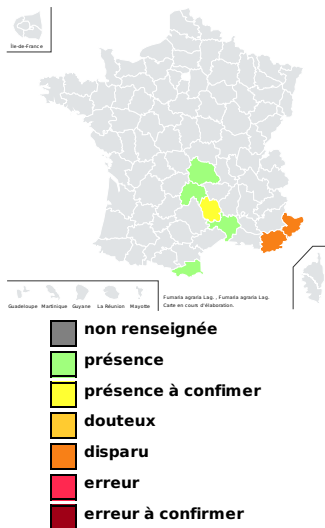 Île-de-France
Guadeloupe Martinique Guyane La Réunion Mayotte
Fumaria agraria Lag. , Fumaria agraria Lag.
Carte en cours d'élaboration.
non renseignée
présence
présence à confimer
douteux
disparu
erreur
erreur à confirmer